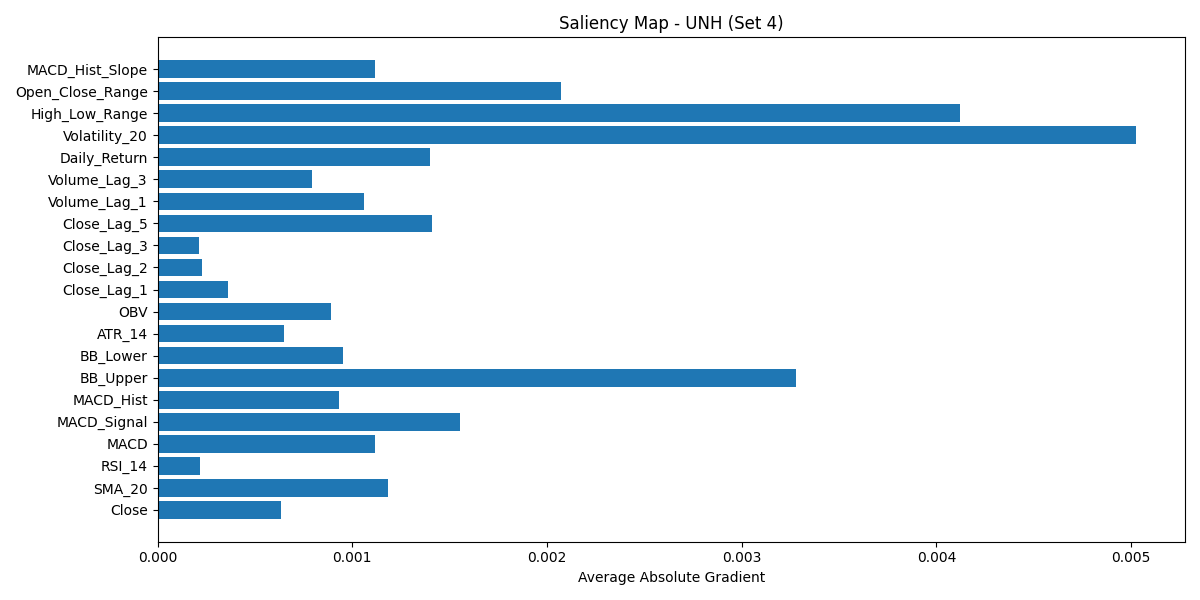 Saliency Map - UNH (Set 4)
MACD_Hist_Slope
Open_Close_Range
High_Low_Range
Volatility_20
Daily_Return
Volume_Lag_3
Volume_Lag_1
Close_Lag_5
Close_Lag_3
Close_Lag_2
Close_Lag_1
OBV
ATR_14
BB_Lower
BB_Upper
MACD_Hist
MACD_Signal
MACD
RSI_14
SMA_20
Close
0.000 0.001 0.002 0.003 0.004 0.005
Average Absolute Gradient